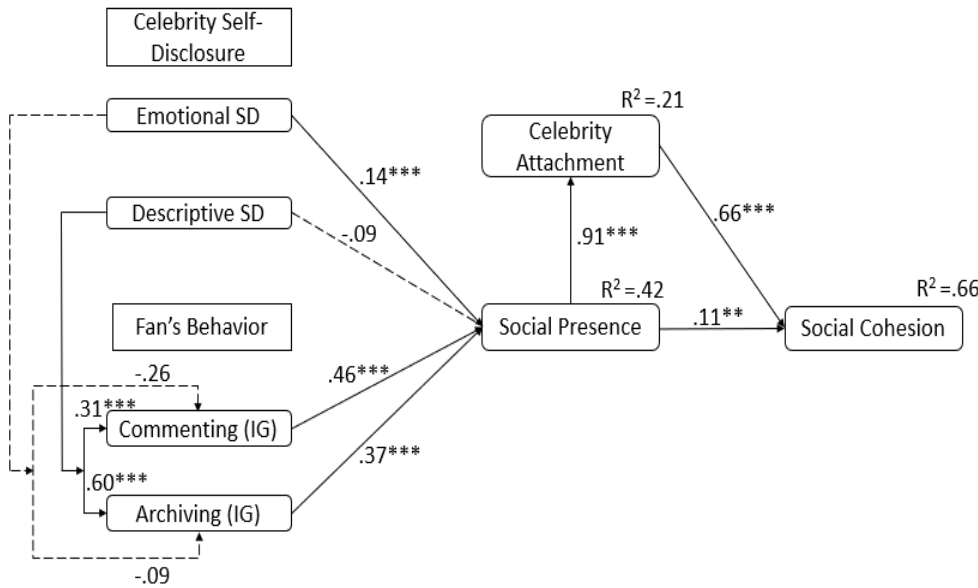 Celebrity Self-
Disclosure
Emotional SD
R² =.21
Celebrity
Attachment
.14***
Descriptive SD
-.09
.66***
.91***
R² =.42
R² =.66
Fan's Behavior
Social Presence
.11**
Social Cohesion
-.26
.46***
.31***
Commenting (IG)
.37***
.60***
Archiving (IG)
-.09